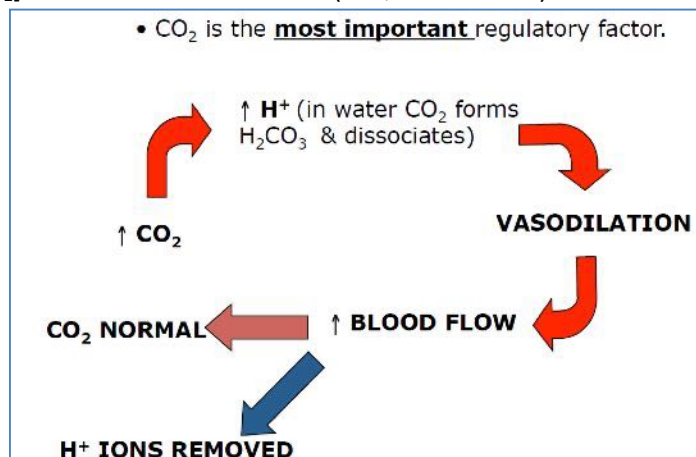 • CO₂ is the most important regulatory factor.
↑ H⁺ (in water CO₂ forms
H₂CO₃ & dissociates)
↑ CO₂
VASODILATION
CO₂ NORMAL
↑ BLOOD FLOW
H⁺ IONS REMOVED